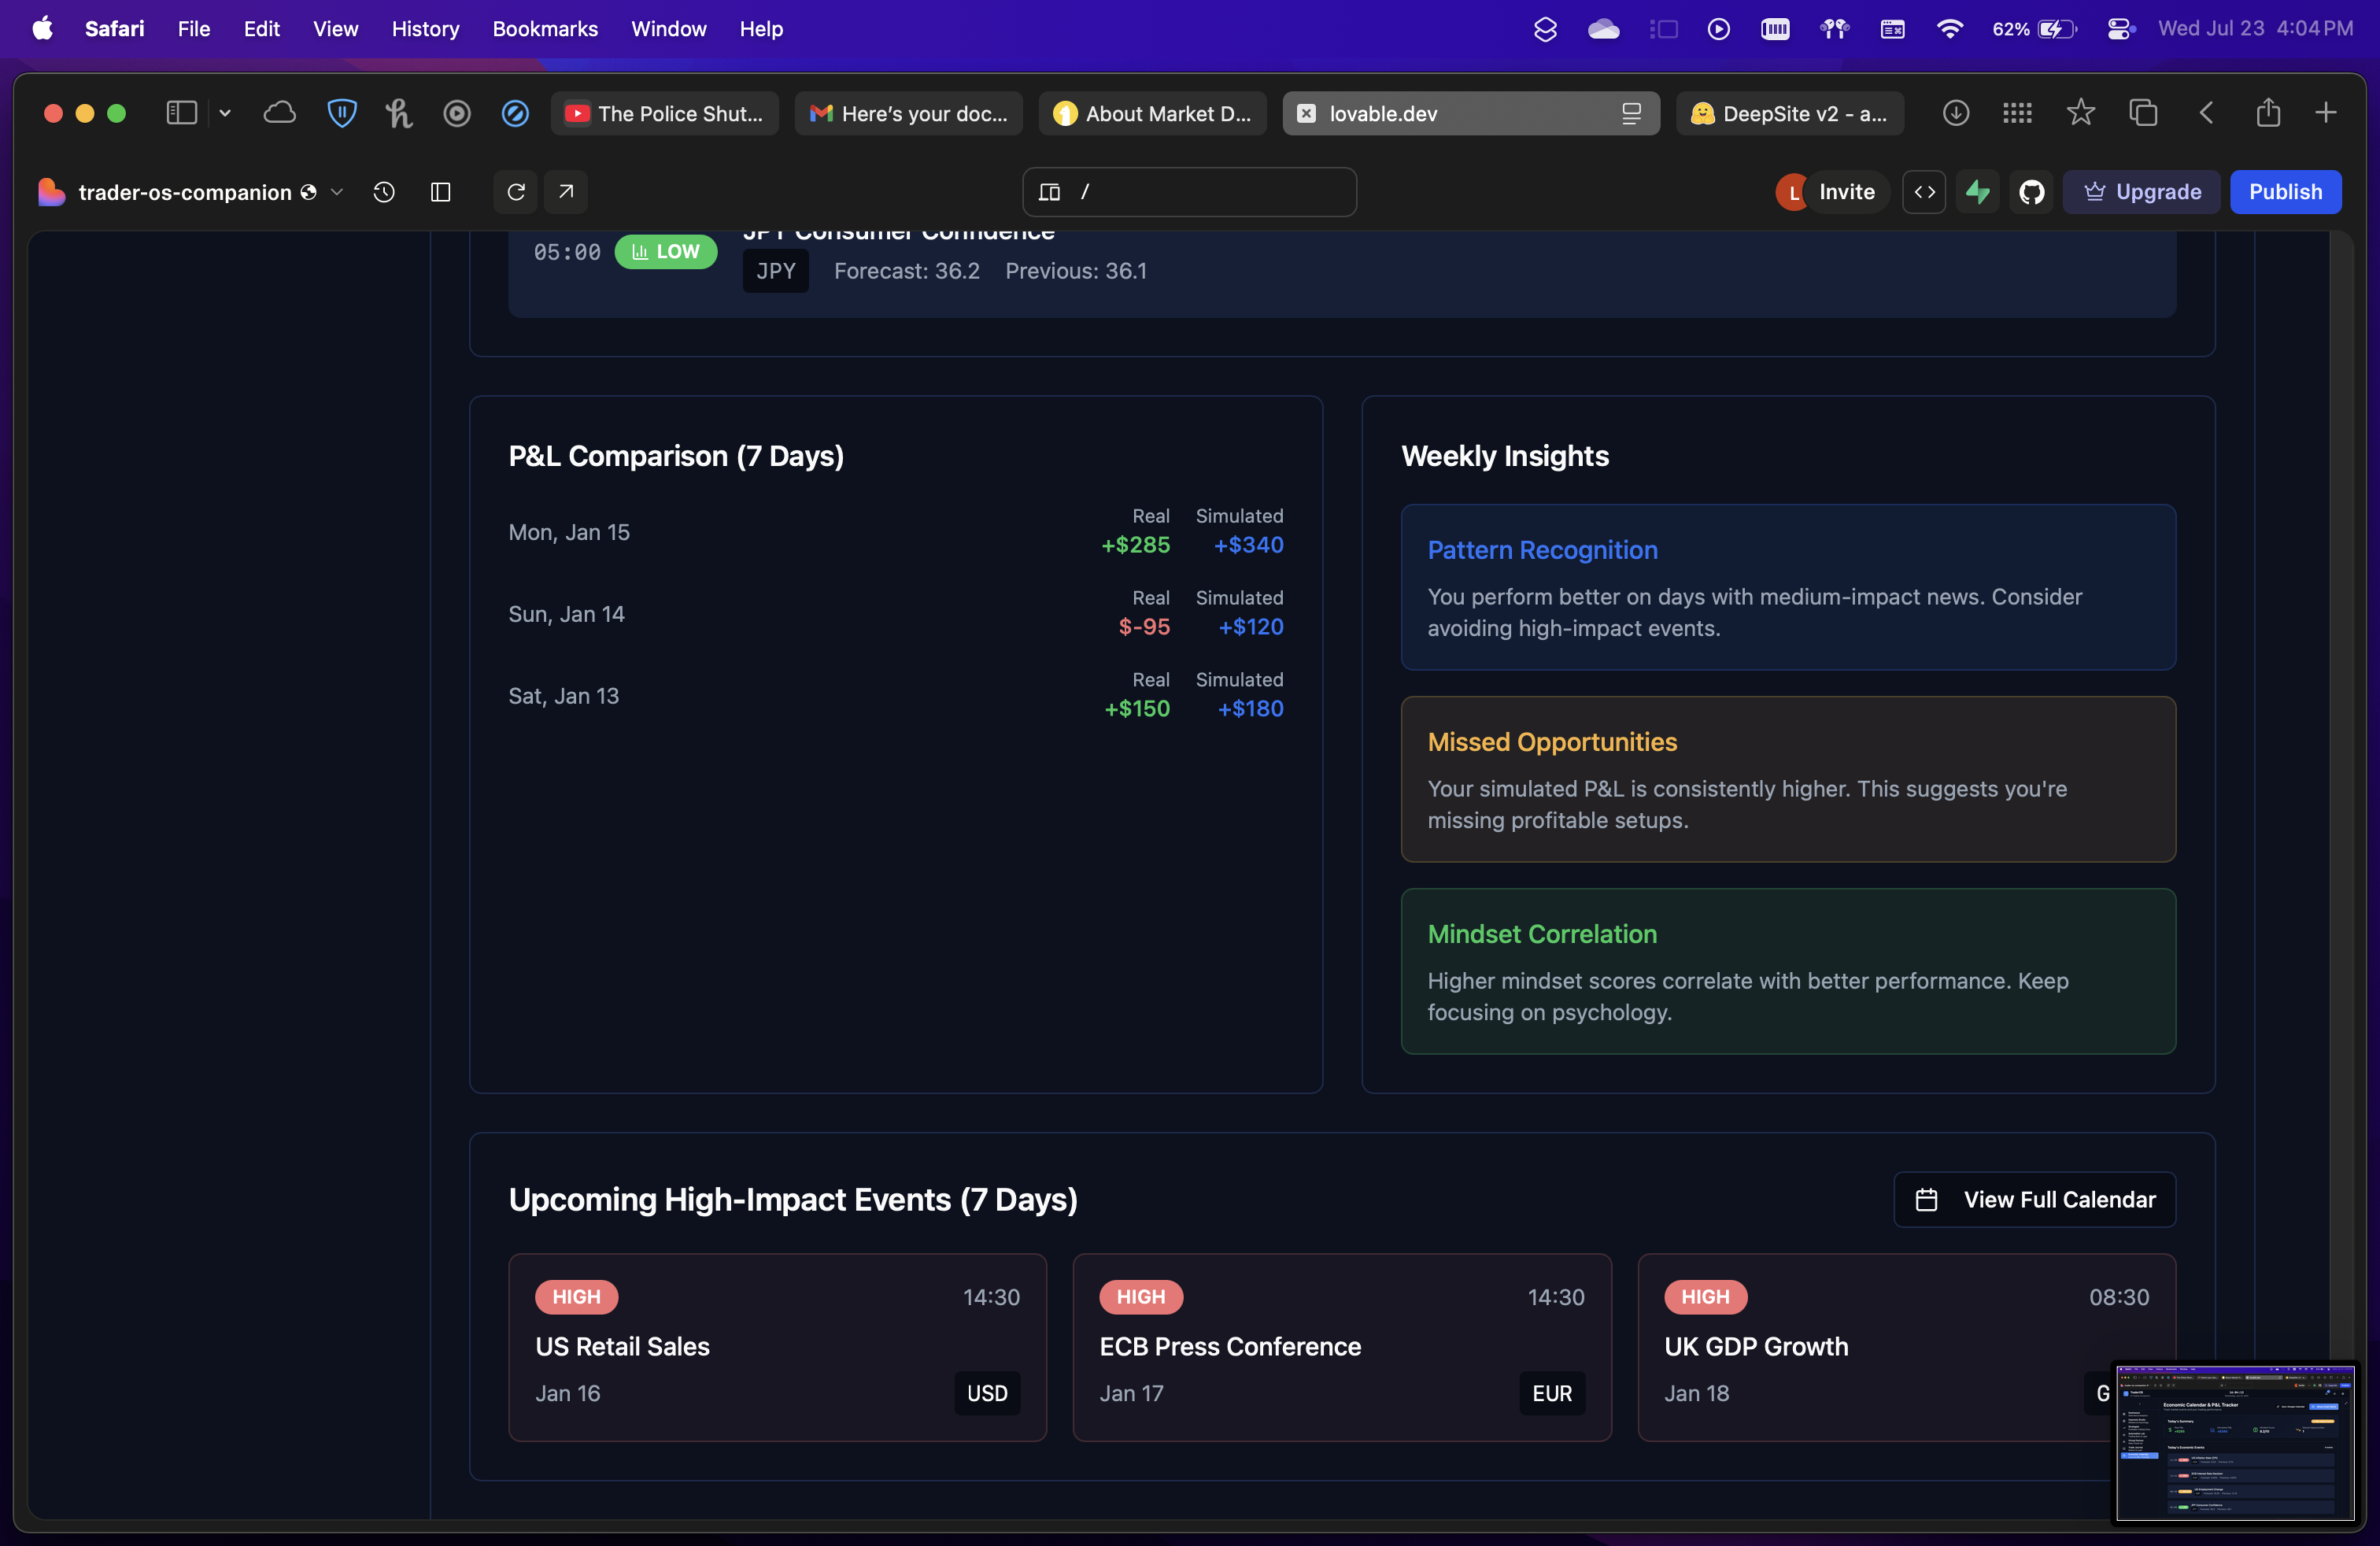 Safari File Edit View History Bookmarks Window Help 62% Wed Jul 23 4:04 PM
The Police Shut... Here's your doc... About Market D... lovable.dev DeepSite v2 - a...
trader-os-companion / L Invite Upgrade Publish
JPY Consumer Confidence
05:00 LOW
JPY Forecast: 36.2 Previous: 36.1
P&L Comparison (7 Days)
Real Simulated
Mon, Jan 15
+$285 +$340
Real Simulated
Sun, Jan 14
$-95 +$120
Real Simulated
Sat, Jan 13
+$150 +$180
Weekly Insights
Pattern Recognition
You perform better on days with medium-impact news. Consider
avoiding high-impact events.
Missed Opportunities
Your simulated P&L is consistently higher. This suggests you're
missing profitable setups.
Mindset Correlation
Higher mindset scores correlate with better performance. Keep
focusing on psychology.
Upcoming High-Impact Events (7 Days)
View Full Calendar
HIGH 14:30
US Retail Sales
Jan 16 USD
HIGH 14:30
ECB Press Conference
Jan 17 EUR
HIGH 08:30
UK GDP Growth
Jan 18 G
Economic Calendar & P&L Tracker